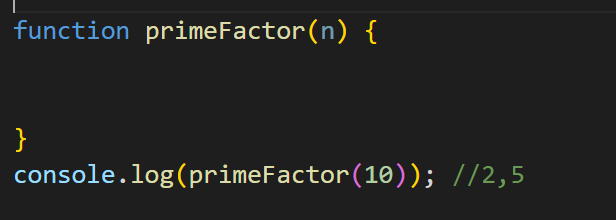 function primeFactor(n) {
}
console.log(primeFactor(10)); //2,5